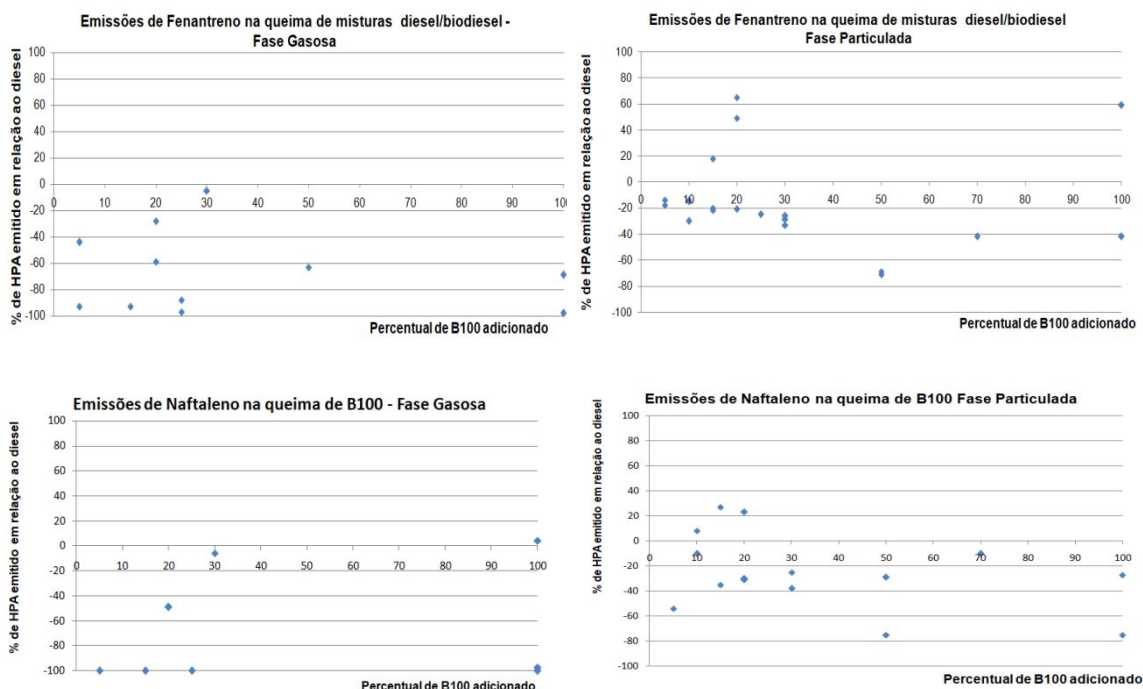 Emissões de Fenantreno na queima de misturas diesel/biodiesel -
Fase Gasosa
% de HPA emitido em relação ao diesel
100
80
60
40
20
0
-20
-40
-60
-80
-100
0 10 20 30 40 50 60 70 80 90 100
Percentual de B100 adicionado
Emissões de Fenantreno na queima de misturas diesel/biodiesel
Fase Particulada
% de HPA emitido em relação ao diesel
100
80
60
40
20
0
-20
-40
-60
-80
-100
0 10 20 30 40 50 60 70 80 90 100
Percentual de B100 adicionado
Emissões de Naftaleno na queima de B100 - Fase Gasosa
% de HPA emitido em relação ao diesel
100
80
60
40
20
0
-20
-40
-60
-80
-100
0 10 20 30 40 50 60 70 80 90 100
Percentual de B100 adicionado
Emissões de Naftaleno na queima de B100 Fase Particulada
% de HPA emitido em relação ao diesel
100
80
60
40
20
0
-20
-40
-60
-80
-100
0 10 20 30 40 50 60 70 80 90 100
Percentual de B100 adicionado